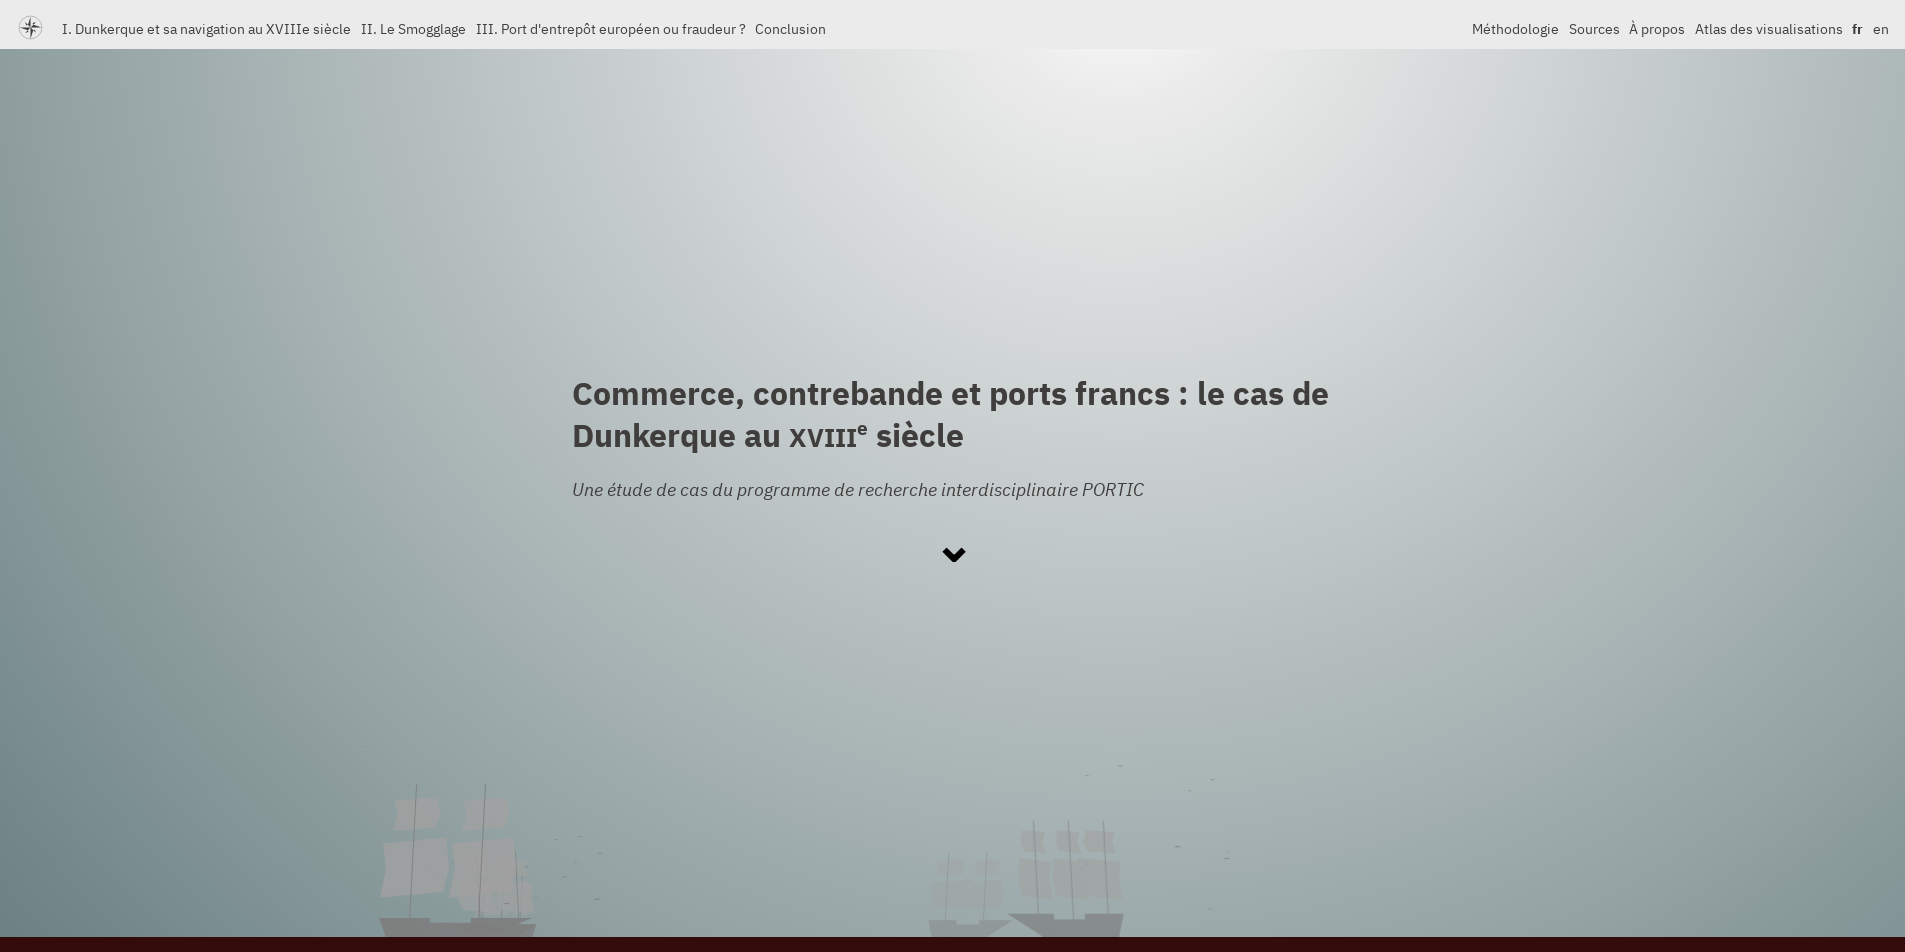 I. Dunkerque et sa navigation au XVIIIe siècle II. Le Smogglage III. Port d'entrepôt européen ou fraudeur ? Conclusion Méthodologie Sources À propos Atlas des visualisations fr en
Commerce, contrebande et ports francs : le cas de
Dunkerque au XVIIIe siècle
Une étude de cas du programme de recherche interdisciplinaire PORTIC